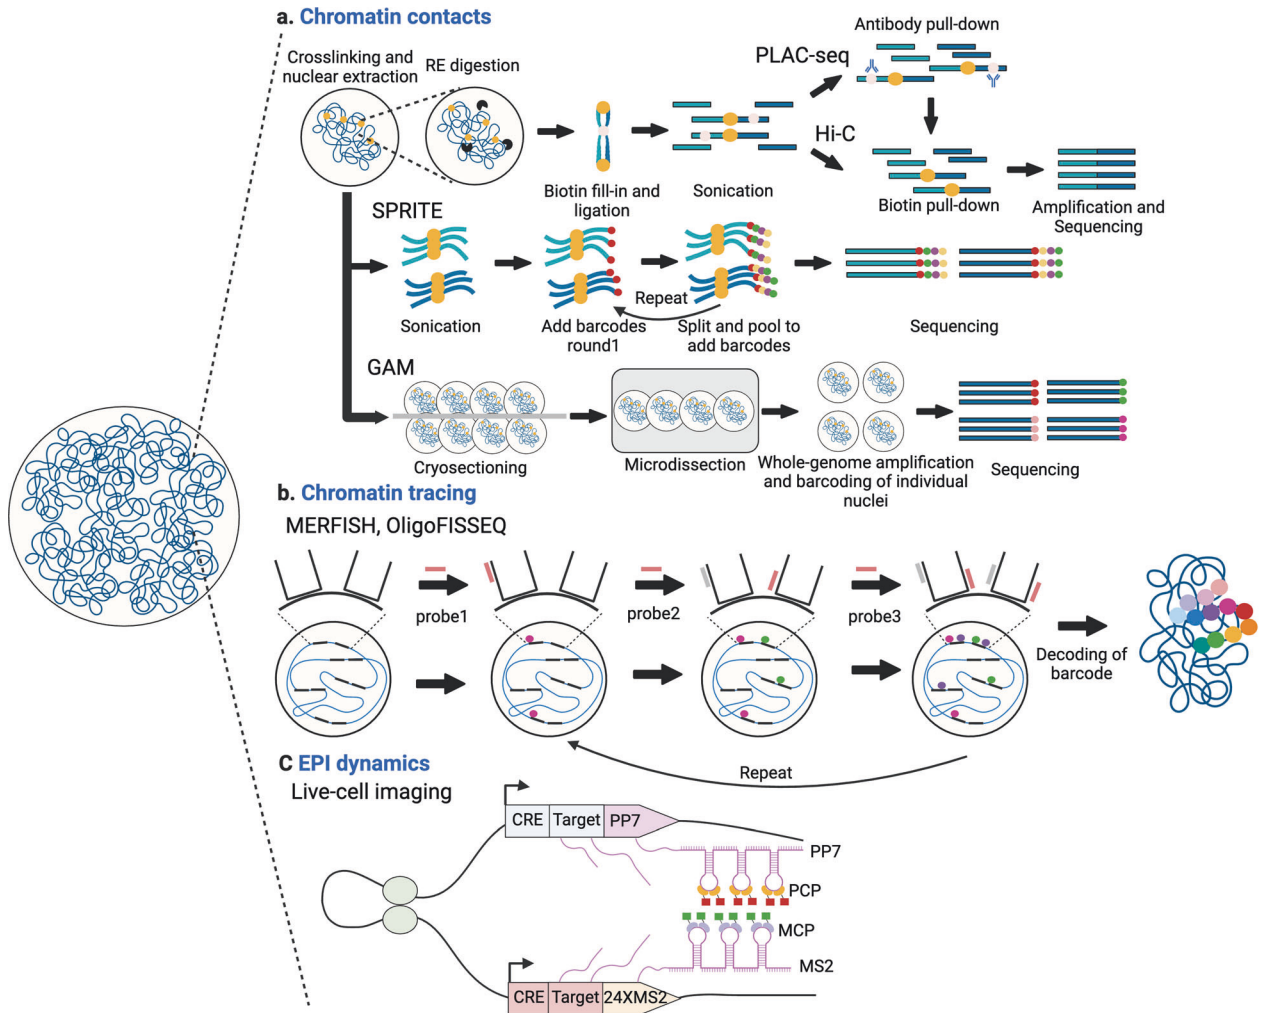 a. Chromatin contacts
Crosslinking and
nuclear extraction
RE digestion
Biotin fill-in and
ligation
Sonication
PLAC-seq
Antibody pull-down
Hi-C
Biotin pull-down
Amplification and
Sequencing
SPRITE
Sonication
Add barcodes
round1
Repeat
Split and pool to
add barcodes
Sequencing
GAM
Cryosectioning
Microdissection
Whole-genome amplification
and barcoding of individual
nuclei
Sequencing
b. Chromatin tracing
MERFISH, OligoFISSEQ
probe1
probe2
probe3
Decoding of
barcode
Repeat
C EPI dynamics
Live-cell imaging
CRE Target PP7
PP7
PCP
MCP
MS2
CRE Target 24XMS2